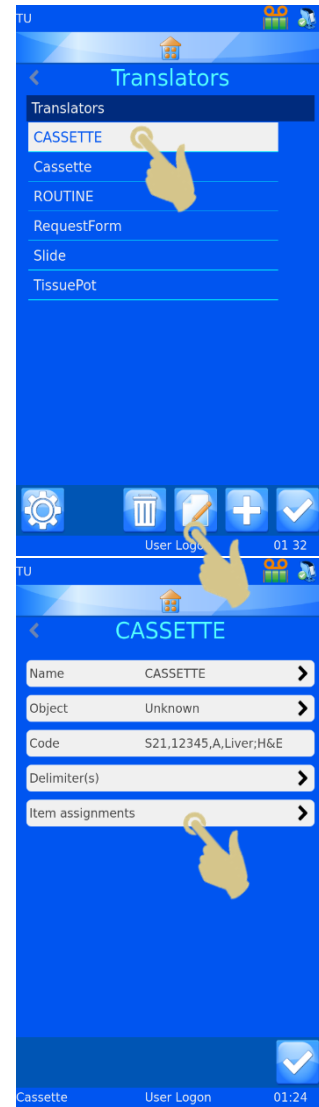 TU
Translators
Translators
CASSETTE
Cassette
ROUTINE
RequestForm
Slide
TissuePot
User Logo
01 32
TU
CASSETTE
Name CASSETTE
Object Unknown
Code S21,12345,A,Liver;H&E
Delimiter(s)
Item assignments
Cassette User Logon 01:24